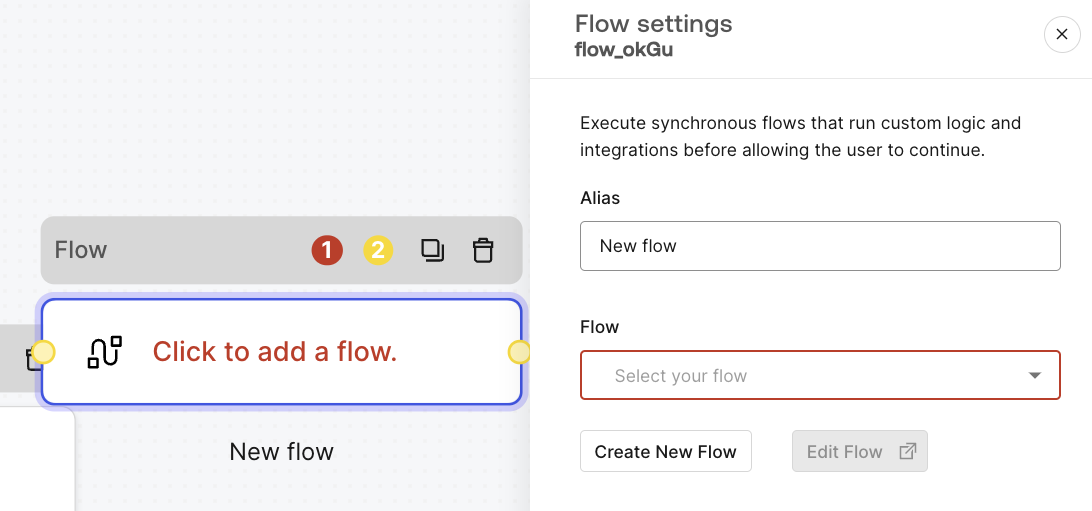 Flow settings
flow_okGu
Execute synchronous flows that run custom logic and
integrations before allowing the user to continue.
Alias
New flow
Flow
Select your flow
Create New Flow
Edit Flow
Flow
1
2
Click to add a flow.
New flow